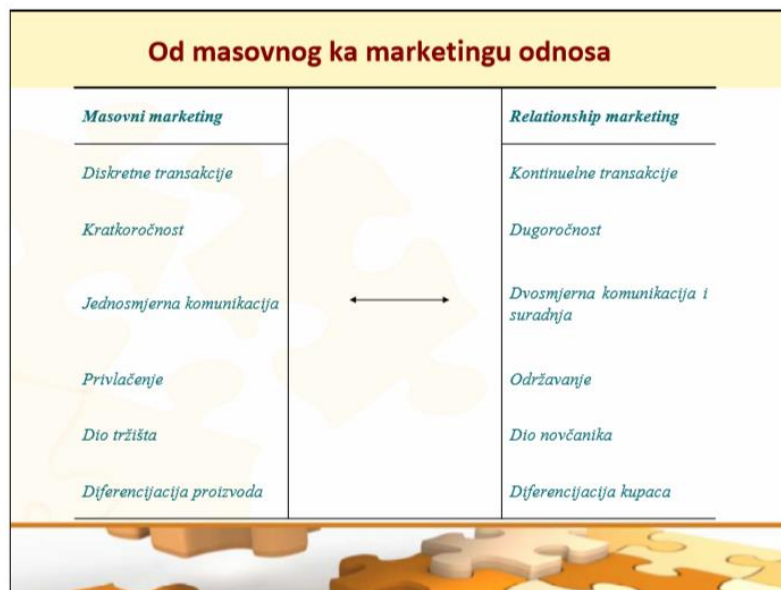 Od masovnog ka marketingu odnosa
Masovni marketing
Relationship marketing
Diskretne transakcije
Kontinuelne transakcije
Kratkoročnost
Dugoročnost
Jednosmjerna komunikacija
Dvosmjerna komunikacija i
suradnja
Privlačenje
Održavanje
Dio tržišta
Dio novčanika
Diferencijacija proizvoda
Diferencijacija kupaca